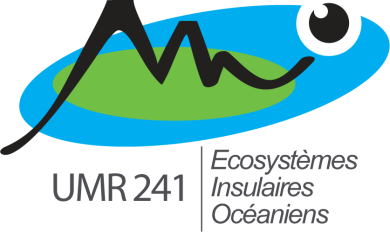 UMR 241
Ecosystèmes
Insulaires
Océaniens